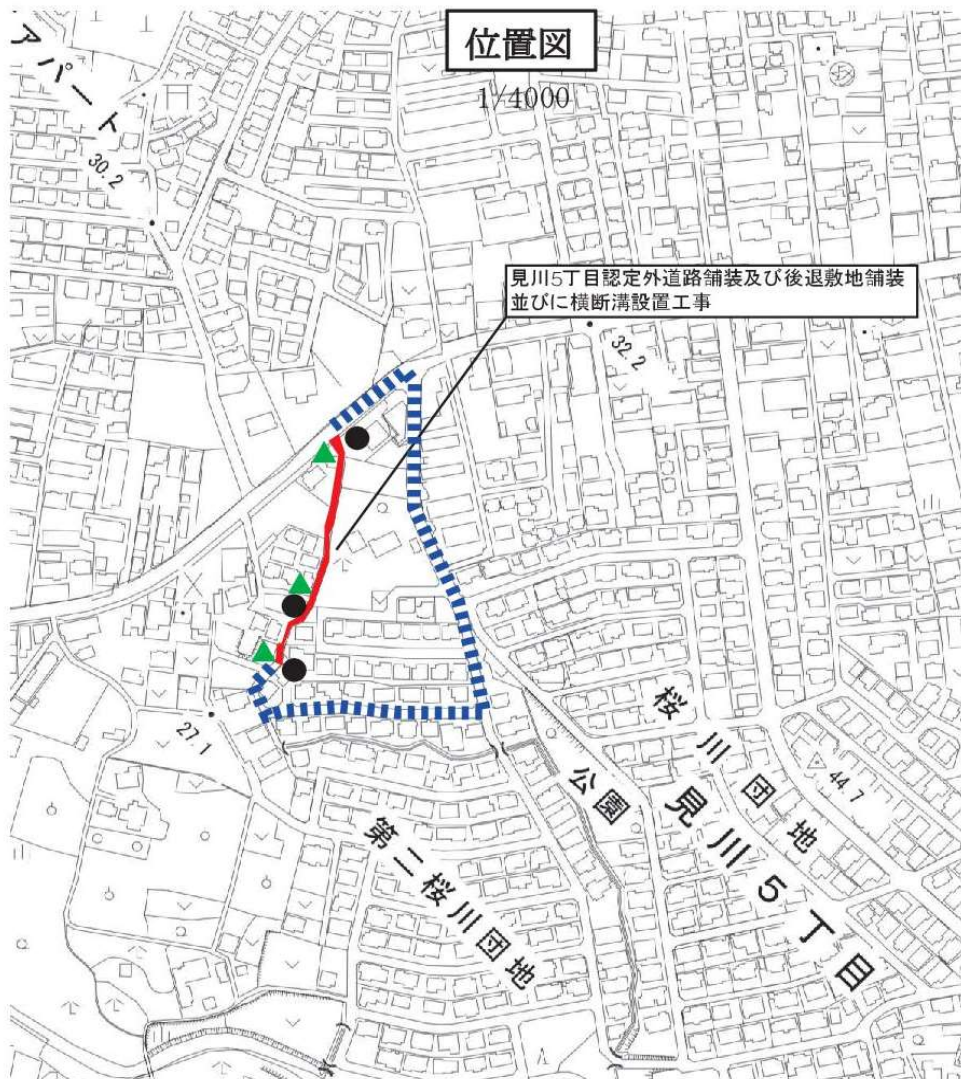 位置図
1/4000
アパート
30.2
見川5丁目認定外道路舗装及び後退敷地舗装
並びに横断溝設置工事
32.2
27.1
桜川団地
44.7
公園
見川5丁目
第二桜川団地